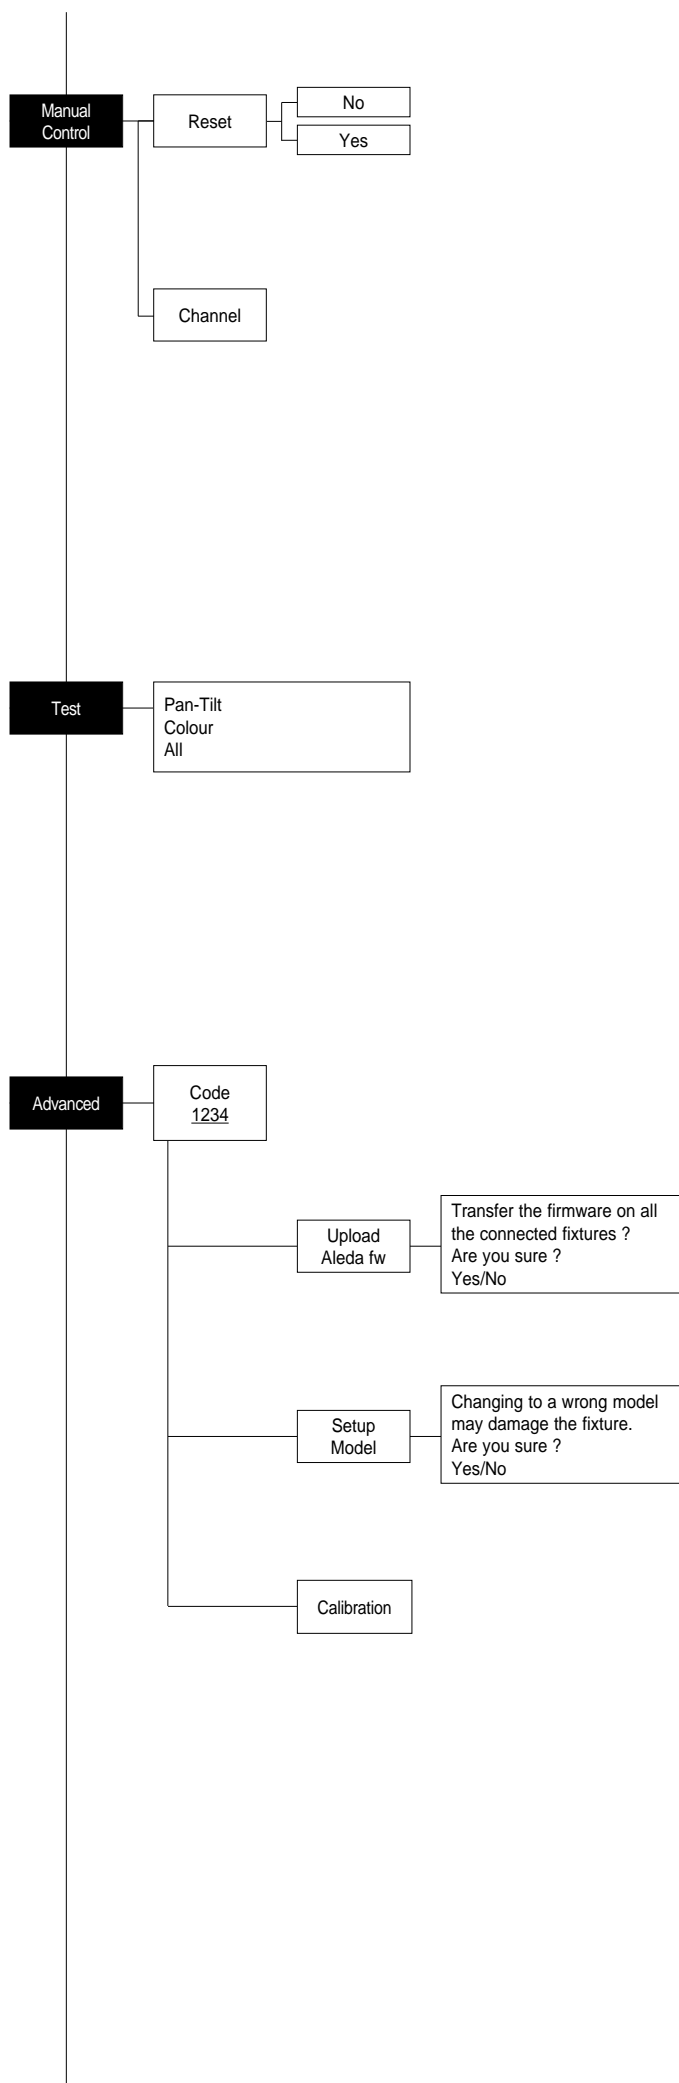 Manual
Control
Reset
No
Yes
Channel
Test
Pan-Tilt
Colour
All
Advanced
Code
1234
Upload
Aleda fw
Transfer the firmware on all
the connected fixtures ?
Are you sure ?
Yes/No
Setup
Model
Changing to a wrong model
may damage the fixture.
Are you sure ?
Yes/No
Calibration